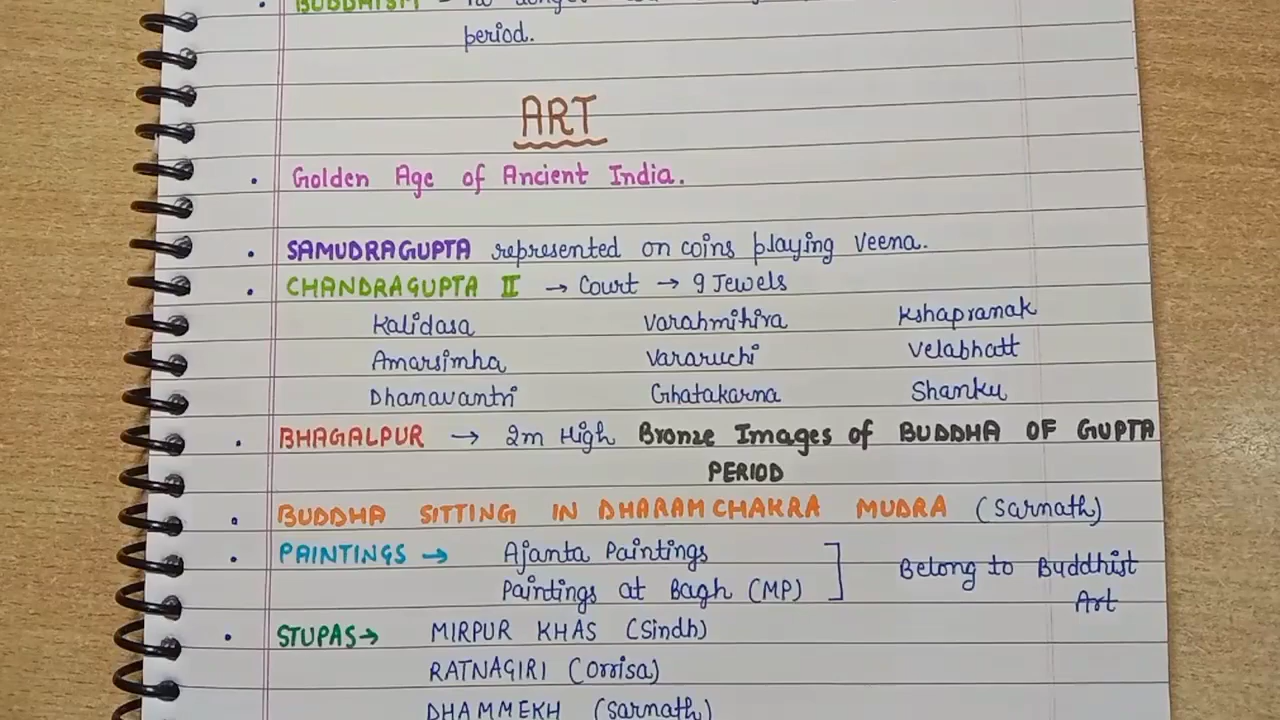 BUDDHISM -
period.
ART
• Golden Age of Ancient India.
• SAMUDRAGUPTA represented on coins playing Veena.
• CHANDRAGUPTA II → Court → 9 Jewels
Kalidasa Varahmihira Kshapranak
Amarsimha Vararuchi Velabhatt
Dhanavantri Ghatakarna Shanku
• BHAGALPUR → 2m High Bronze Images of BUDDHA OF GUPTA
PERIOD
• BUDDHA SITTING IN DHARAMCHAKRA MUDRA (Sarnath)
• PAINTINGS → Ajanta Paintings
Paintings at Bagh (MP) ] Belong to Buddhist
Art
• STUPAS → MIRPUR KHAS (Sindh)
RATNAGIRI (Orrisa)
DHAMMEKH (Sarnath)